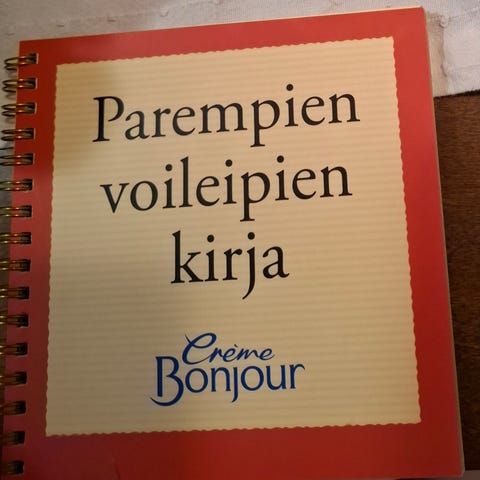 Parempien
voileipien
kirja
Crème
Bonjour